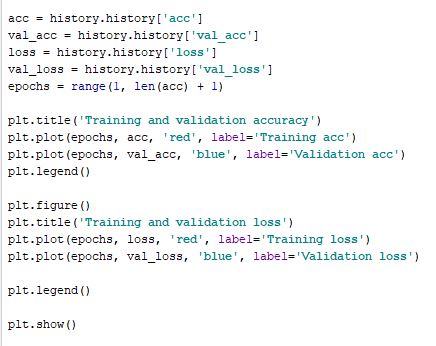 acc = history.history['acc']
val_acc = history.history['val_acc']
loss = history.history['loss']
val_loss = history.history['val_loss']
epochs = range(1, len(acc) + 1)

plt.title('Training and validation accuracy')
plt.plot(epochs, acc, 'red', label='Training acc')
plt.plot(epochs, val_acc, 'blue', label='Validation acc')
plt.legend()

plt.figure()
plt.title('Training and validation loss')
plt.plot(epochs, loss, 'red', label='Training loss')
plt.plot(epochs, val_loss, 'blue', label='Validation loss')

plt.legend()

plt.show()